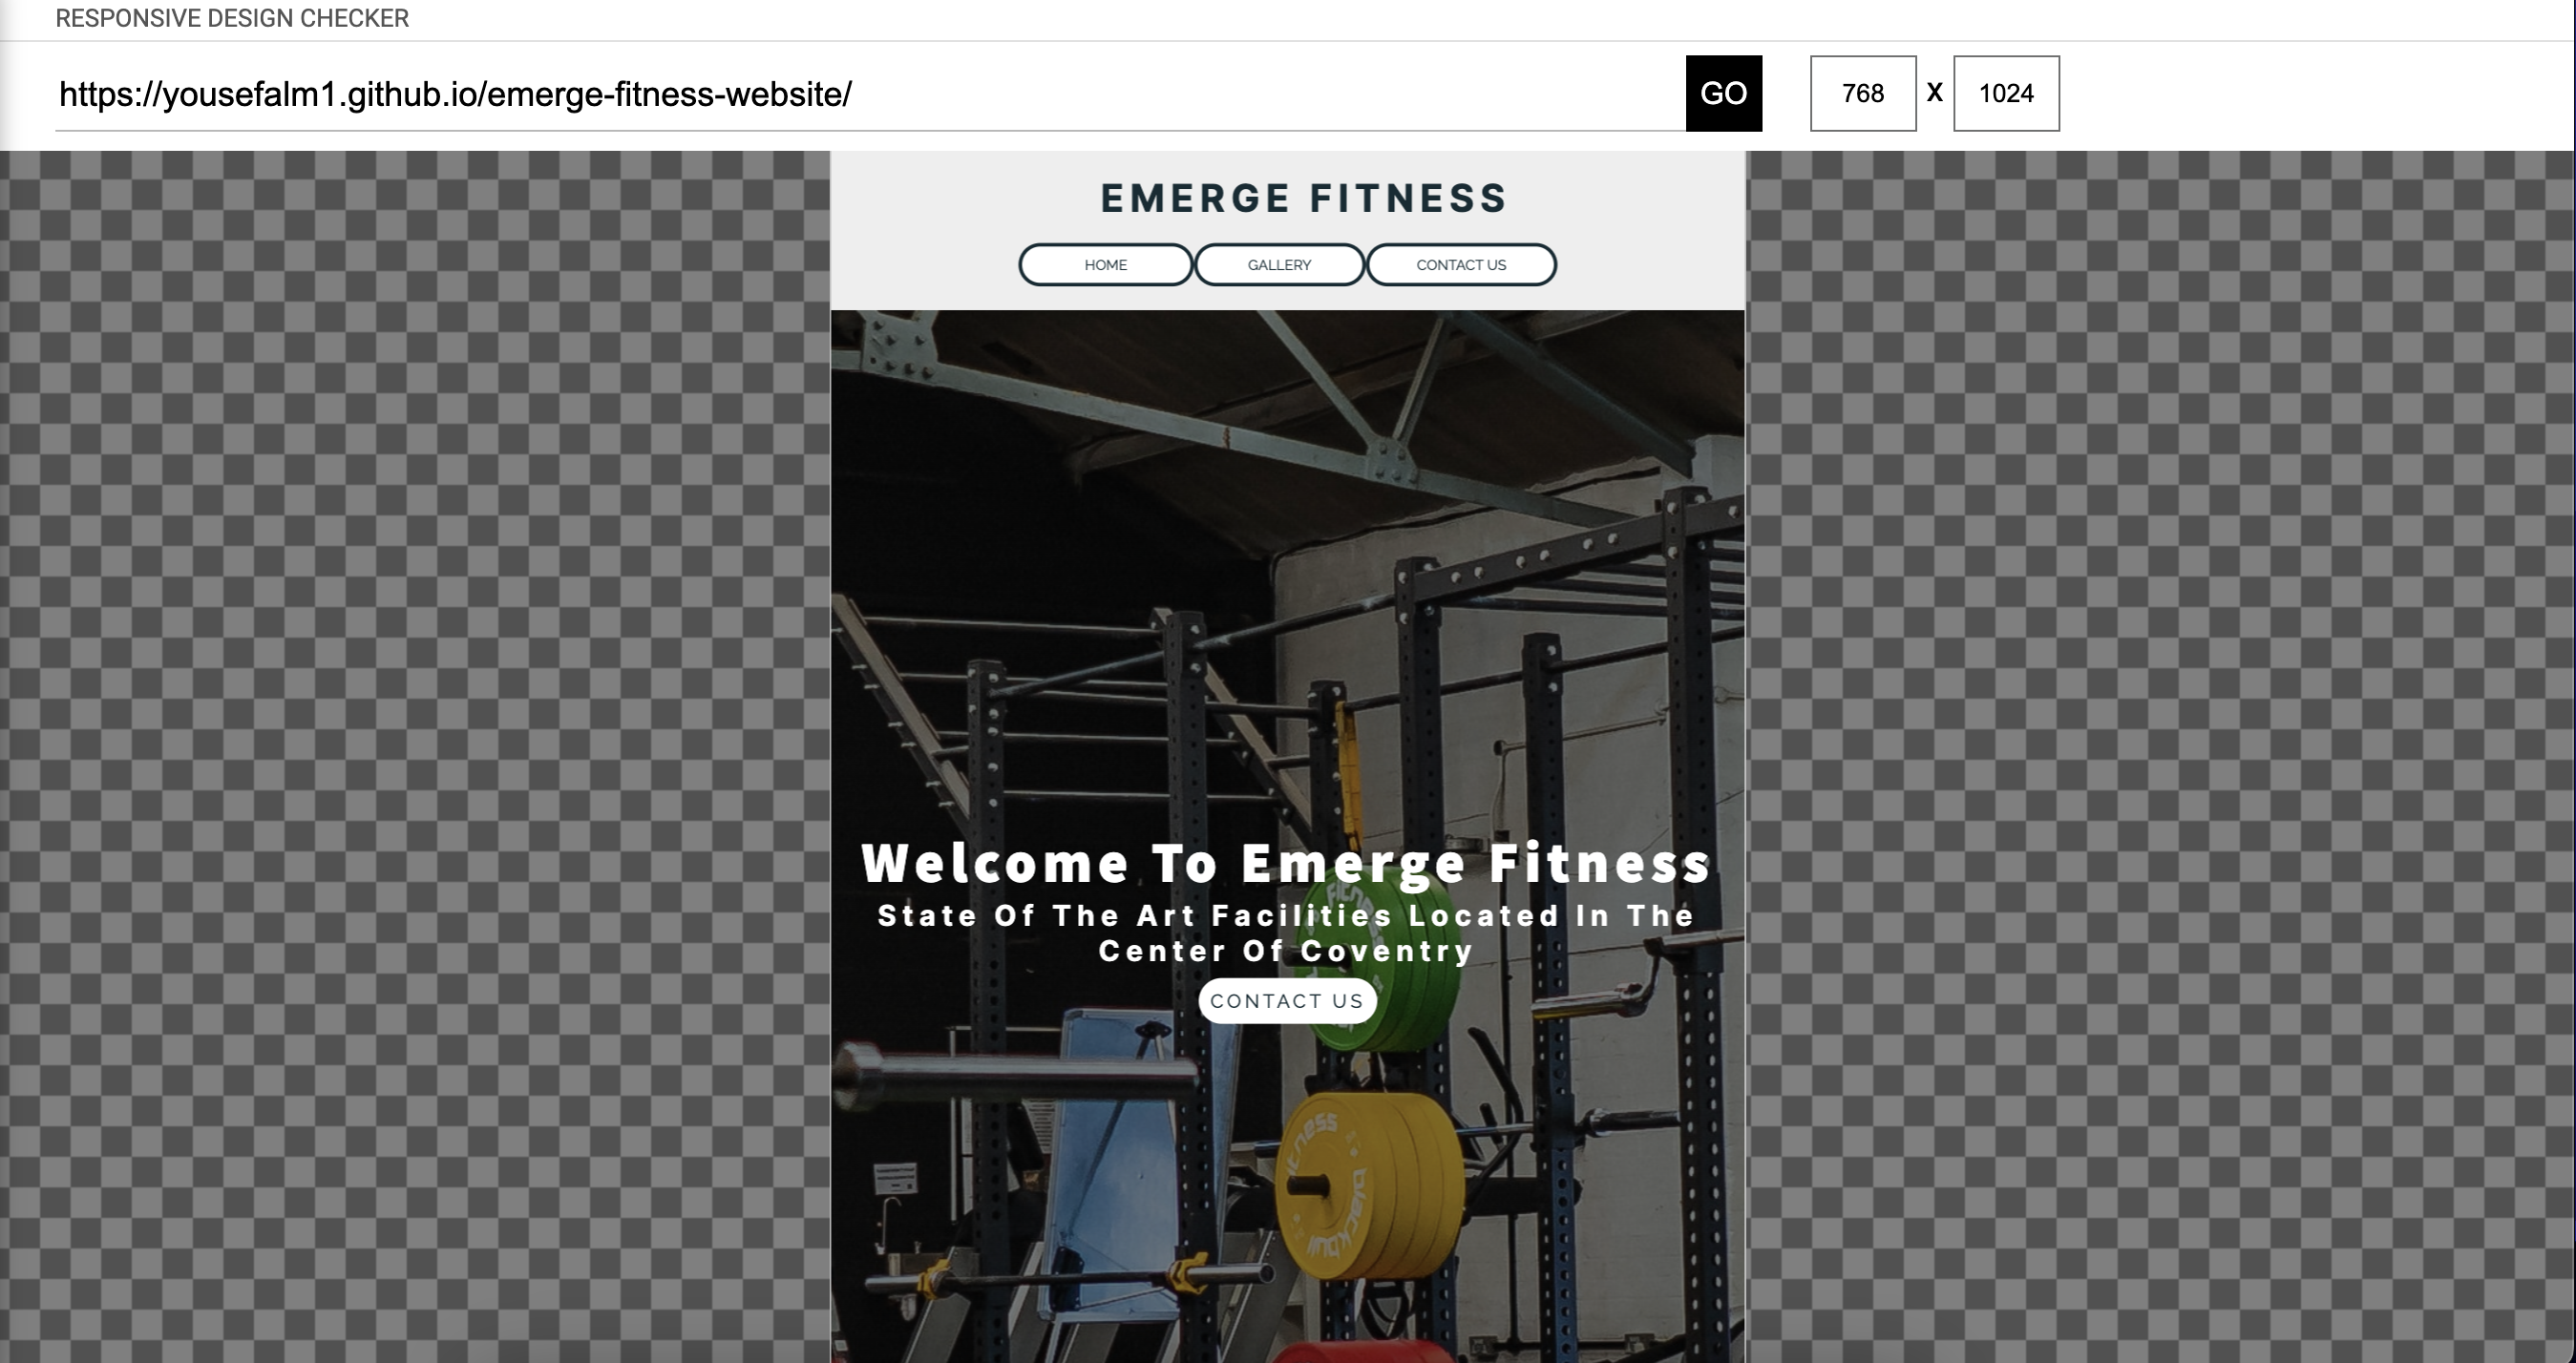 RESPONSIVE DESIGN CHECKER
https://yousefalm1.github.io/emerge-fitness-website/
GO
768 X 1024
EMERGE FITNESS
HOME GALLERY CONTACT US
Welcome To Emerge Fitness
State Of The Art Facilities Located In The
Center Of Coventry
CONTACT US